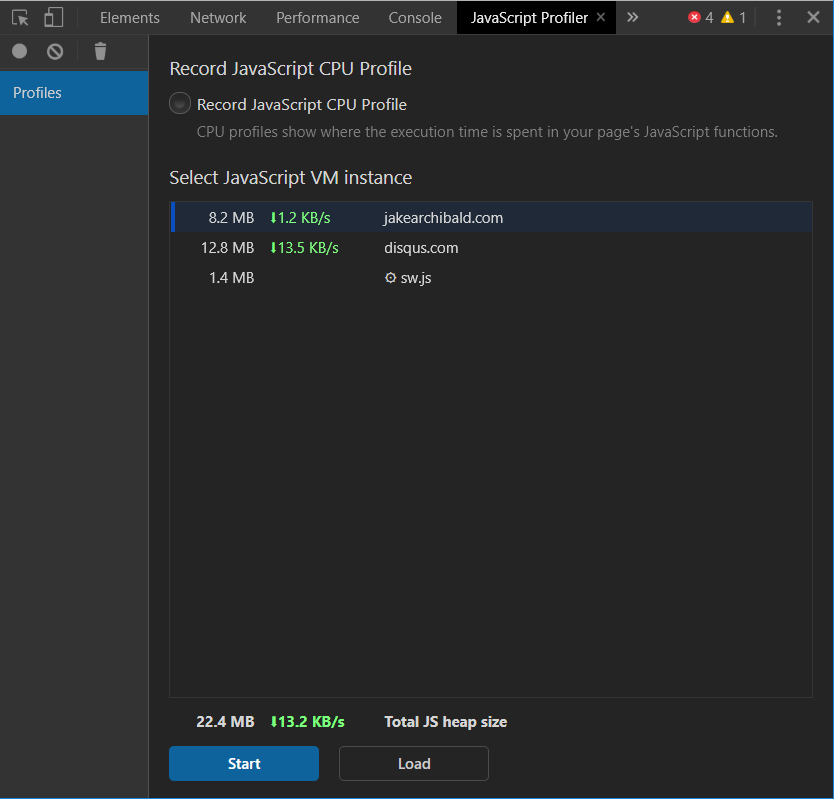 Elements Network Performance Console JavaScript Profiler × » 4 1
Profiles
Record JavaScript CPU Profile
Record JavaScript CPU Profile
CPU profiles show where the execution time is spent in your page's JavaScript functions.
Select JavaScript VM instance
8.2 MB ⬇1.2 KB/s jakearchibald.com
12.8 MB ⬇13.5 KB/s disqus.com
1.4 MB ⚙ sw.js
22.4 MB ⬇13.2 KB/s Total JS heap size
Start Load